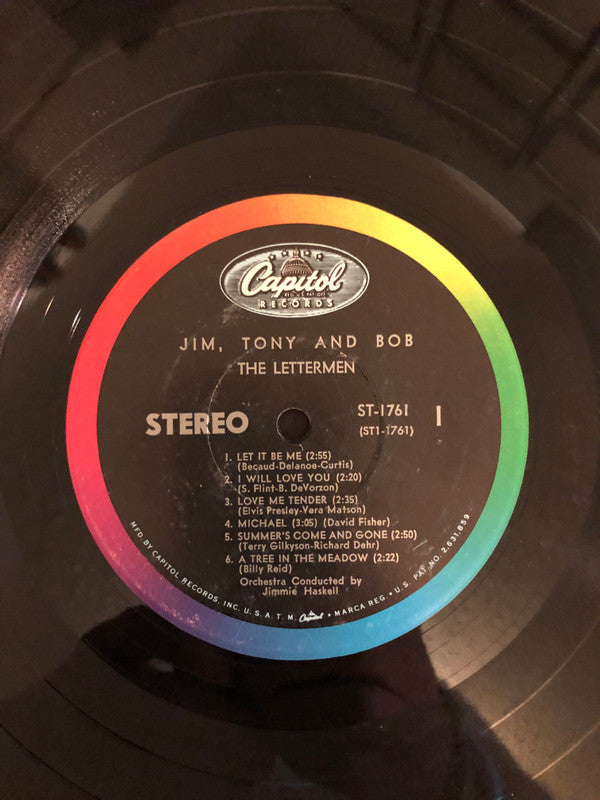 Capitol
RECORDS
JIM, TONY AND BOB
THE LETTERMEN
STEREO
ST-1761
(ST1-1761)
1
1. LET IT BE ME (2:55)
(Becaud-Delanoe-Curtis)
2. I WILL LOVE YOU (2:20)
(S. Flint-B. DeVorzon)
3. LOVE ME TENDER (2:35)
(Elvis Presley-Vera Matson)
4. MICHAEL (3:05) (David Fisher)
5. SUMMER'S COME AND GONE (2:50)
(Terry Gilkyson-Richard Dehr)
6. A TREE IN THE MEADOW (2:22)
(Billy Reid)
Orchestra Conducted by
Jimmie Haskell
MFD. BY CAPITOL RECORDS, INC. U.S.A. T.M. Capitol • MARCA REG. • U.S. PAT. NO. 2,631,859